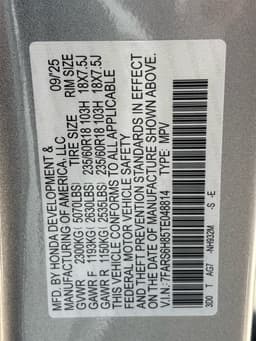 MFD. BY HONDA DEVELOPMENT & 09/25
MANUFACTURING OF AMERICA, LLC
TIRE SIZE RIM SIZE
GVWR 2300KG( 5070LBS)
GAWR F 1193KG( 2630LBS) 235/60R18 103H 18X7.5J
GAWR R 1150KG( 2535LBS) 235/60R18 103H 18X7.5J
THIS VEHICLE CONFORMS TO ALL APPLICABLE
FEDERAL MOTOR VEHICLE SAFETY
AND THEFT PREVENTION STANDARDS IN EFFECT
ON THE DATE OF MANUFACTURE SHOWN ABOVE.
V.I.N.: 7FARS6H85TE048814 TYPE: MPV
300 T AG7 -NH932M -S -E